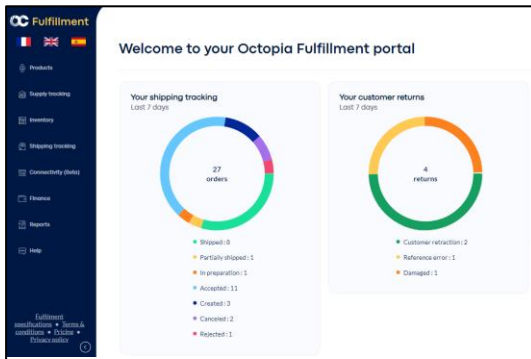 OC Fulfillment
Products
Supply tracking
Inventory
Shipping tracking
Connectivity (beta)
Finance
Reports
Help
Fulfilment
specifications • Terms &
conditions • Pricing •
Privacy policy
Welcome to your Octopia Fulfillment portal
Your shipping tracking
Last 7 days
27
orders
Shipped : 8
Partially shipped : 1
In preparation : 1
Accepted : 11
Created : 3
Canceled : 2
Rejected : 1
Your customer returns
Last 7 days
4
returns
Customer retraction : 2
Reference error : 1
Damaged : 1